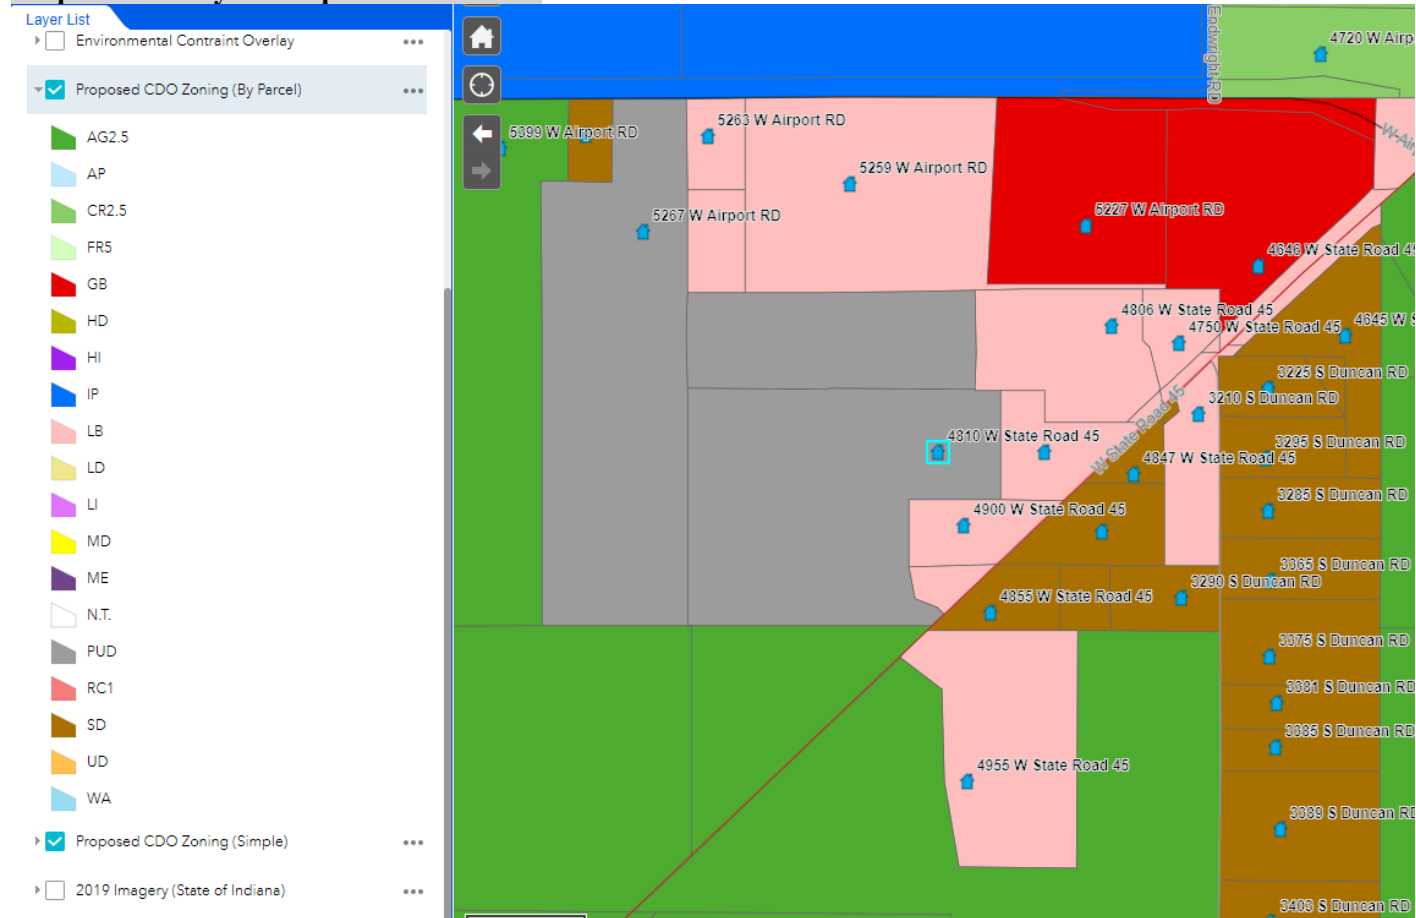 Layer List
Environmental Contraint Overlay
Proposed CDO Zoning (By Parcel)
AG2.5
AP
CR2.5
FR5
GB
HD
HI
IP
LB
LD
LI
MD
ME
N.T.
PUD
RC1
SD
UD
WA
Proposed CDO Zoning (Simple)
2019 Imagery (State of Indiana)
Endwright RD
4720 W Airp
W Air
5399 W Airport RD
5263 W Airport RD
5259 W Airport RD
5267 W Airport RD
5227 W Airport RD
4646 W State Road 45
4806 W State Road 45
4750 W State Road 45
4645 W S
3225 S Duncan RD
3210 S Duncan RD
W State Road 45
4810 W State Road 45
3295 S Duncan RD
4847 W State Road 45
3285 S Duncan RD
4900 W State Road 45
3365 S Duncan RD
3290 S Duncan RD
4855 W State Road 45
3375 S Duncan RD
3381 S Duncan RD
3385 S Duncan RD
4955 W State Road 45
3389 S Duncan RD
3403 S Duncan RD